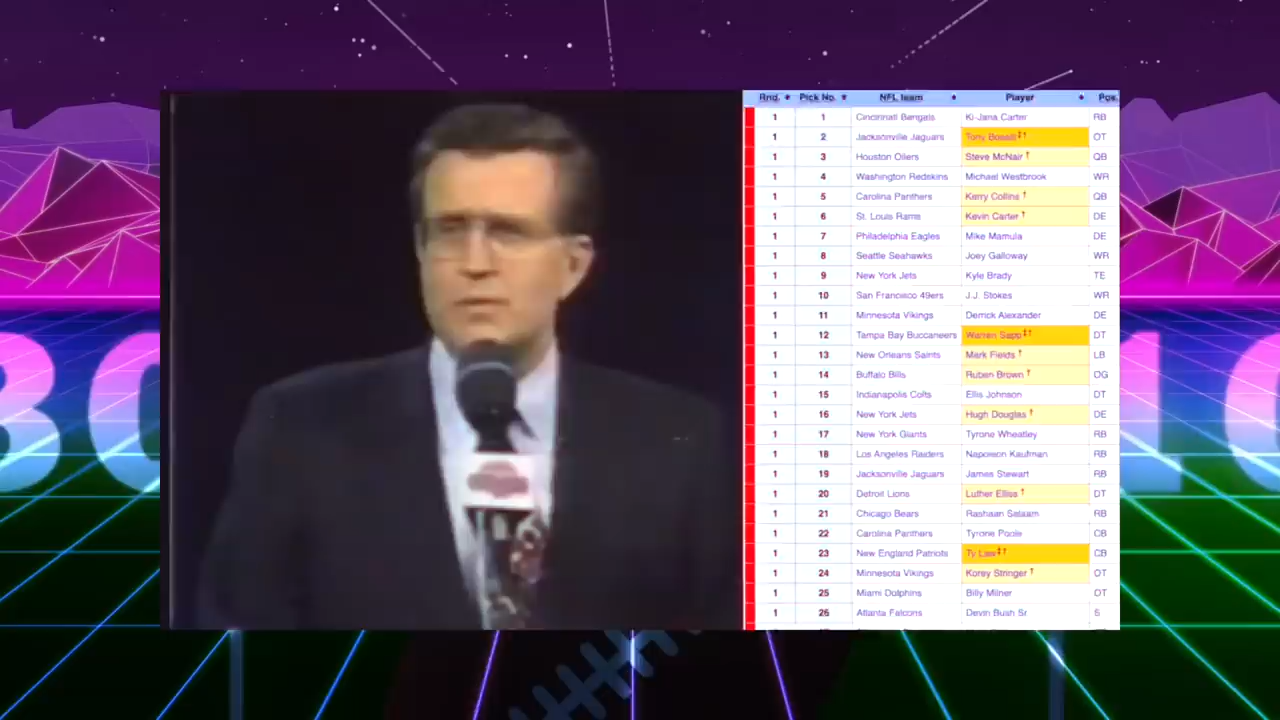 Rnd. Pick No. NFL team Player Pos.
1 1 Cincinnati Bengals Ki-Jana Carter RB
1 2 Jacksonville Jaguars Tony Boselli‡† OT
1 3 Houston Oilers Steve McNair † QB
1 4 Washington Redskins Michael Westbrook WR
1 5 Carolina Panthers Kerry Collins † QB
1 6 St. Louis Rams Kevin Carter † DE
1 7 Philadelphia Eagles Mike Mamula DE
1 8 Seattle Seahawks Joey Galloway WR
1 9 New York Jets Kyle Brady TE
1 10 San Francisco 49ers J.J. Stokes WR
1 11 Minnesota Vikings Derrick Alexander DE
1 12 Tampa Bay Buccaneers Warren Sapp‡† DT
1 13 New Orleans Saints Mark Fields † LB
1 14 Buffalo Bills Ruben Brown † OG
1 15 Indianapolis Colts Ellis Johnson DT
1 16 New York Jets Hugh Douglas † DE
1 17 New York Giants Tyrone Wheatley RB
1 18 Los Angeles Raiders Napoleon Kaufman RB
1 19 Jacksonville Jaguars James Stewart RB
1 20 Detroit Lions Luther Elliss † DT
1 21 Chicago Bears Rashaan Salaam RB
1 22 Carolina Panthers Tyrone Poole CB
1 23 New England Patriots Ty Law‡† CB
1 24 Minnesota Vikings Korey Stringer † OT
1 25 Miami Dolphins Billy Milner OT
1 26 Atlanta Falcons Devin Bush Sr S